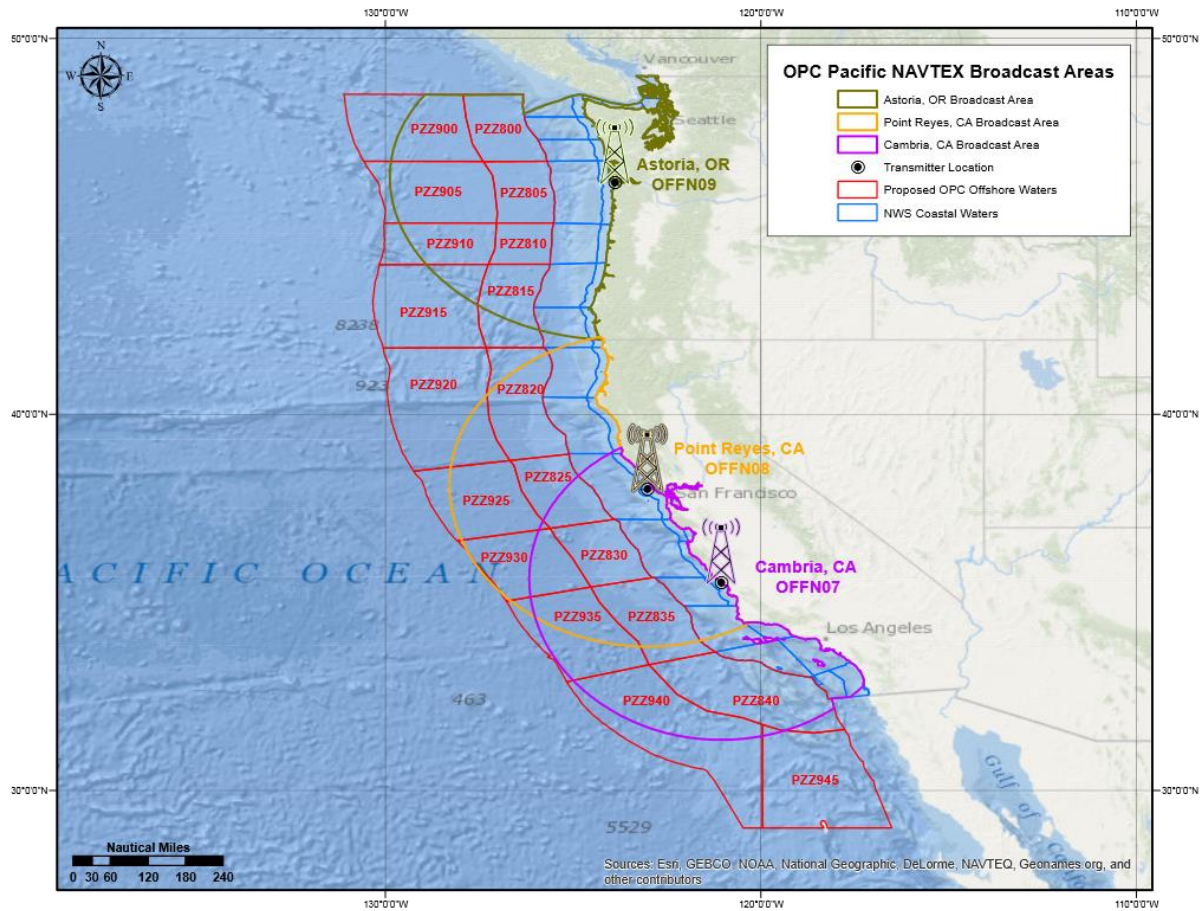 130°0'0"W
120°0'0"W
110°0'0"W
50°0'0"N
50°0'0"N
N
W E
S
Vancouver
Seattle
OPC Pacific NAVTEX Broadcast Areas
Astoria, OR Broadcast Area
Point Reyes, CA Broadcast Area
Cambria, CA Broadcast Area
Transmitter Location
Proposed OPC Offshore Waters
NWS Coastal Waters
PZZ900
PZZ800
Astoria, OR
OFFN09
PZZ905
PZZ805
PZZ910
PZZ810
PZZ815
PZZ915
8238
PZZ920
PZZ820
923
40°0'0"N
40°0'0"N
Point Reyes, CA
OFFN08
San Francisco
PZZ825
PZZ925
PZZ930
PZZ830
Cambria, CA
OFFN07
ACIFIC OCEAN
PZZ935
PZZ835
Los Angeles
463
PZZ940
PZZ840
PZZ945
30°0'0"N
30°0'0"N
Gulf of
5529
Nautical Miles
0 30 60 120 180 240
Sources: Esri, GEBCO, NOAA, National Geographic, DeLorme, NAVTEQ, Geonames.org, and
other contributors
130°0'0"W
120°0'0"W
110°0'0"W